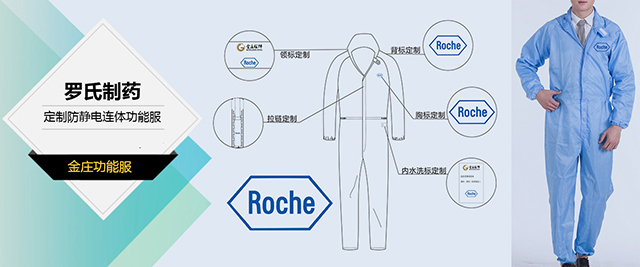 罗氏制药
定制防静电连体功能服
金庄功能服
Roche
领标定制
背标定制
Roche
拉链定制
胸标定制
Roche
内水洗标定制
Roche
Roche